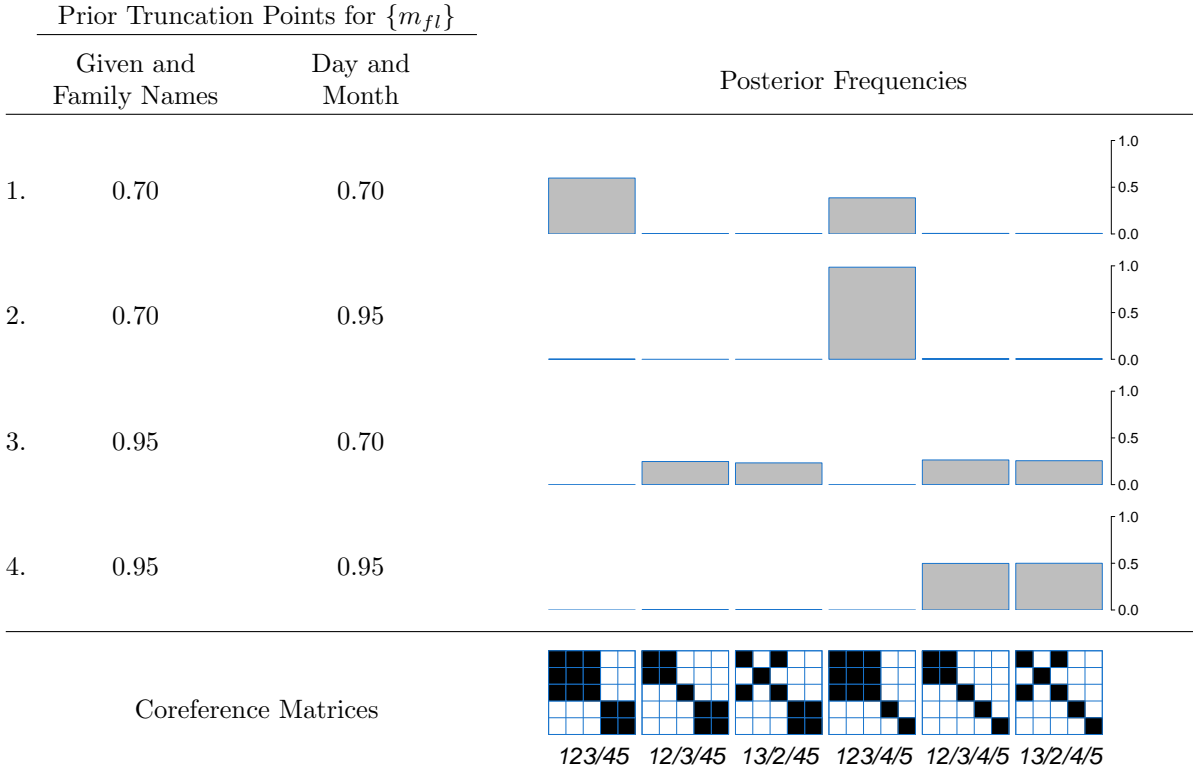 Prior Truncation Points for {m_{fl}}
Given and Family Names
Day and Month
Posterior Frequencies
1. 0.70 0.70
1.0
0.5
0.0
2. 0.70 0.95
1.0
0.5
0.0
3. 0.95 0.70
1.0
0.5
0.0
4. 0.95 0.95
1.0
0.5
0.0
Coreference Matrices
123/45 12/3/45 13/2/45 123/4/5 12/3/4/5 13/2/4/5